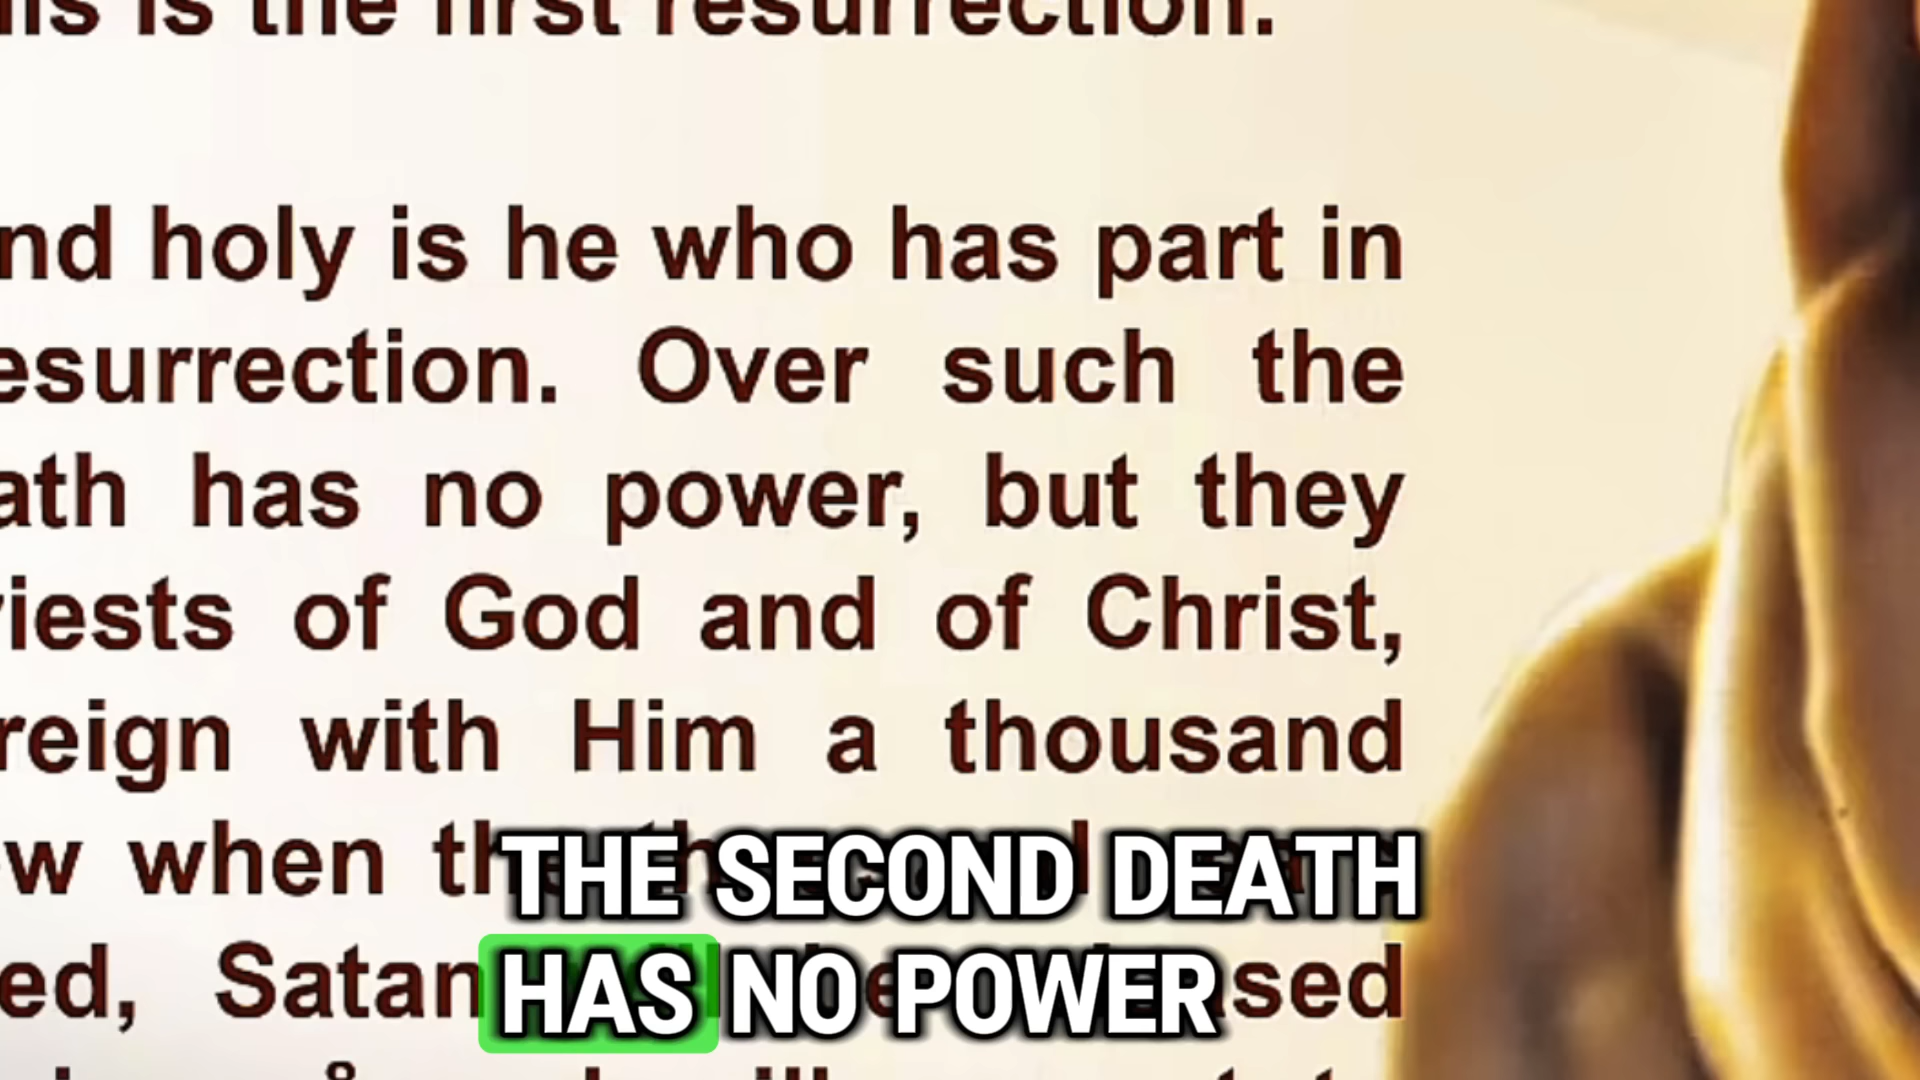 is is the first resurrection.
nd holy is he who has part in
esurrection. Over such the
ath has no power, but they
riests of God and of Christ,
reign with Him a thousand
ow when
ed, Satan
THE SECOND DEATH
HAS NO POWER